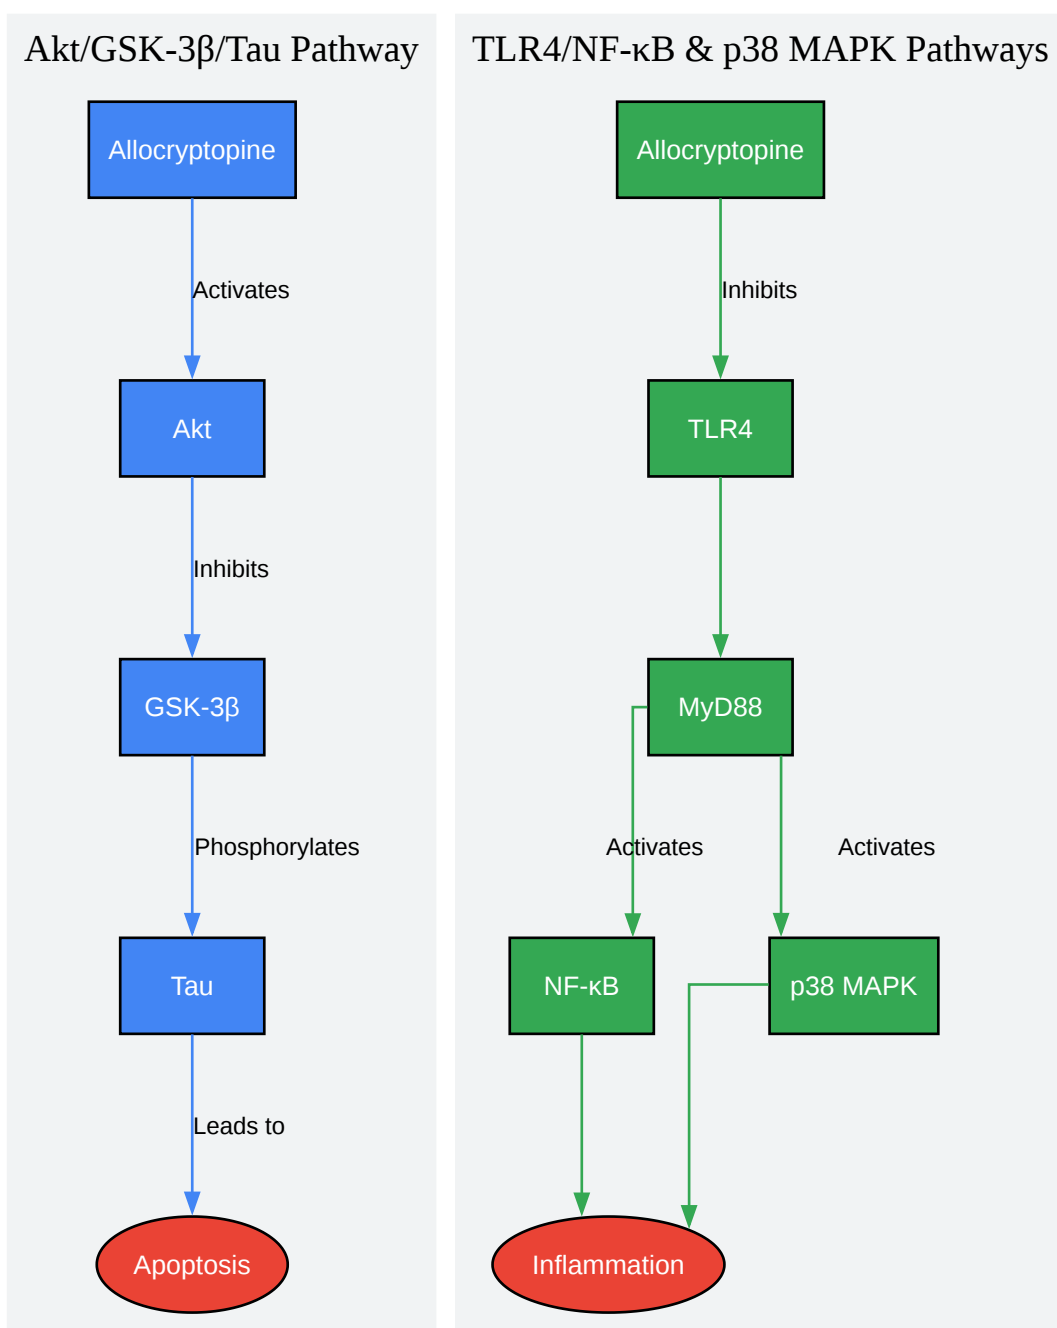 Akt/GSK-3β/Tau Pathway
Allocryptopine
Activates
Akt
Inhibits
GSK-3β
Phosphorylates
Tau
Leads to
Apoptosis
TLR4/NF-κB & p38 MAPK Pathways
Allocryptopine
Inhibits
TLR4
MyD88
Activates
Activates
NF-κB
p38 MAPK
Inflammation